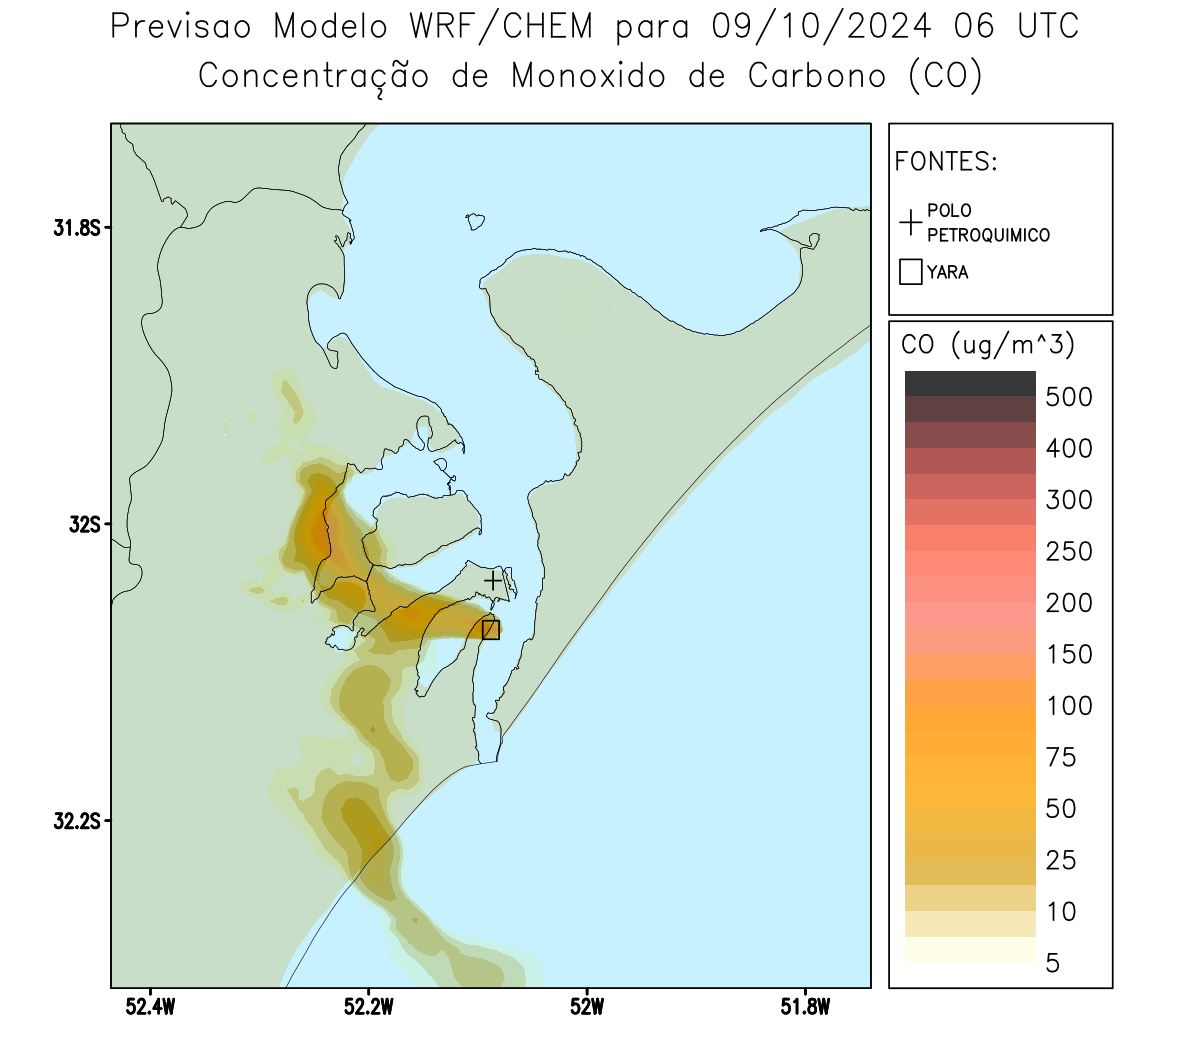 Previsao Modelo WRF/CHEM para 09/10/2024 06 UTC
Concentração de Monoxido de Carbono (CO)
31.8S
32S
32.2S
52.4W
52.2W
52W
51.8W
FONTES:
POLO
PETROQUIMICO
YARA
CO (ug/m^3)
500
400
300
250
200
150
100
75
50
25
10
5